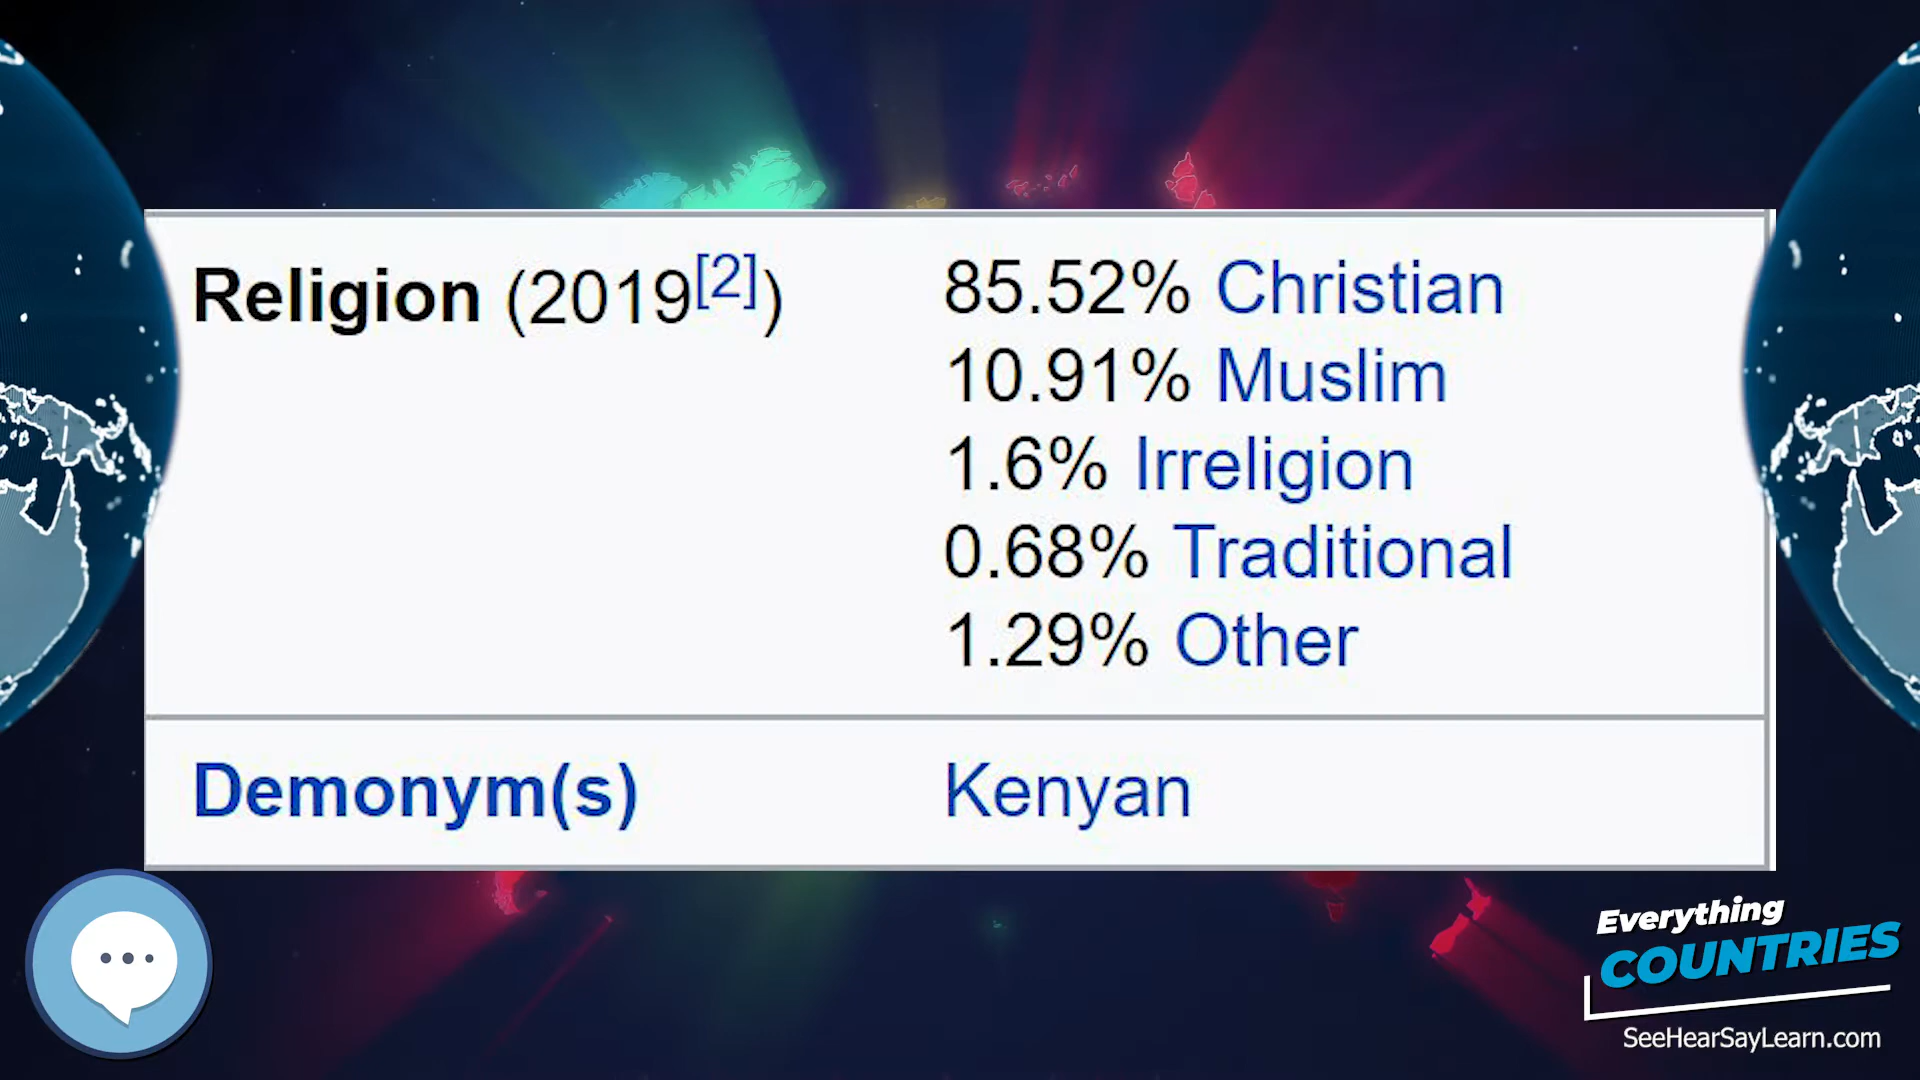 Religion (2019[2])
85.52% Christian
10.91% Muslim
1.6% Irreligion
0.68% Traditional
1.29% Other
Demonym(s)
Kenyan
Everything
COUNTRIES
SeeHearSayLearn.com